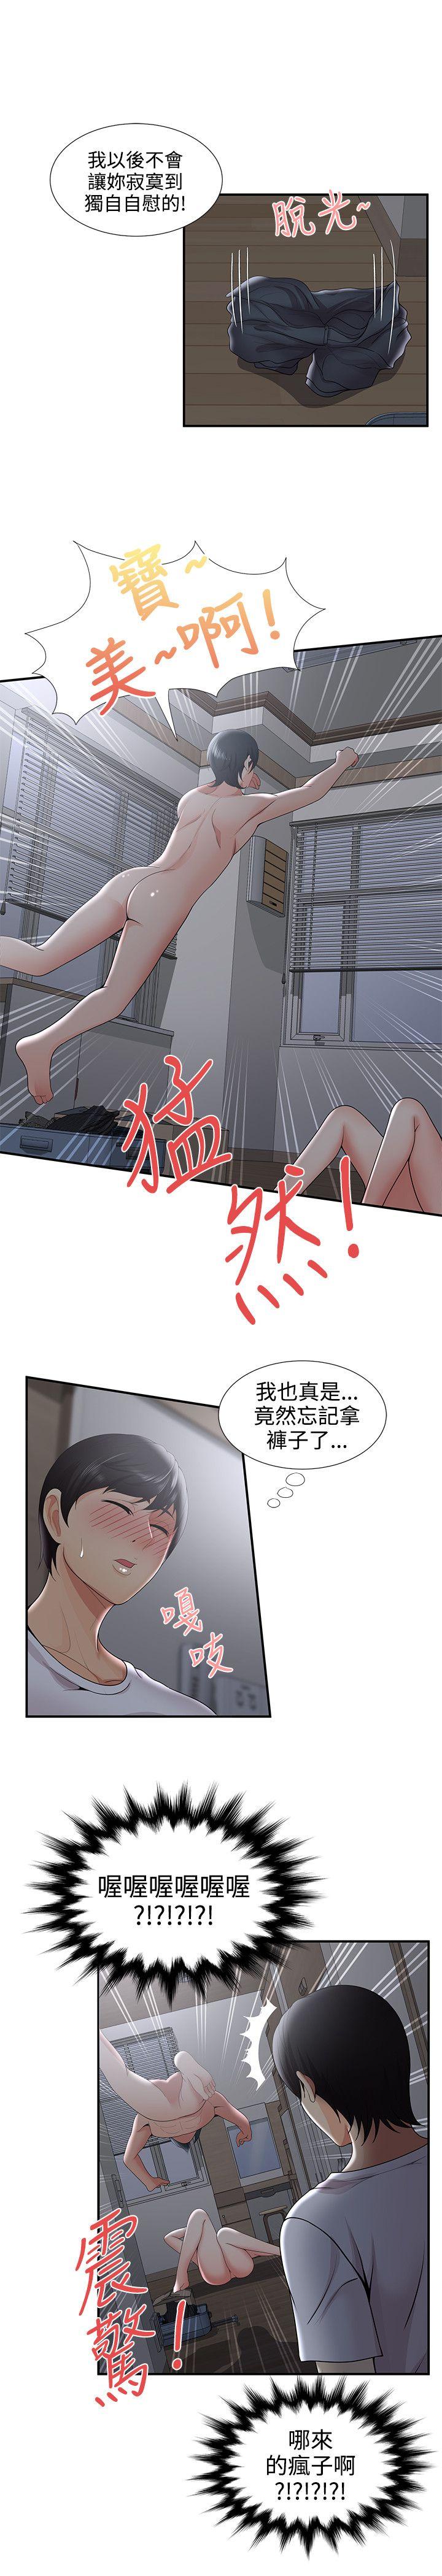 我以後不會
讓妳寂寞到
獨自自慰的!
脫光~
寶~
美~啊!
猛
然!
我也真是...
竟然忘記拿
褲子了...
嘎
吱
喔喔喔喔喔喔
?!?!?!?!
震
驚!
哪來
的瘋子啊
?!?!?!?!